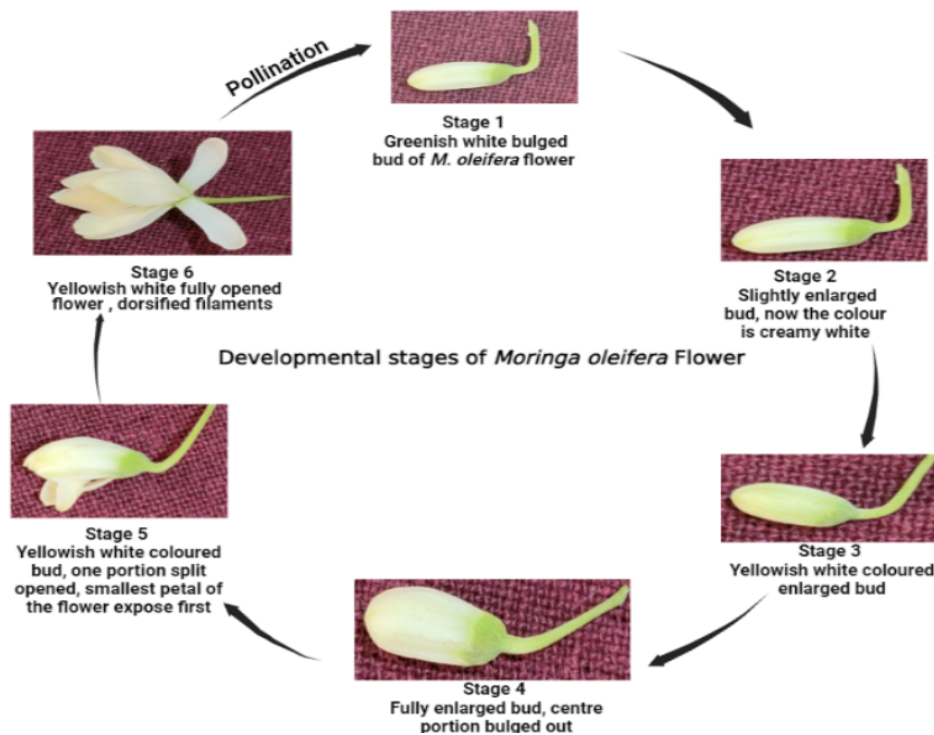 Pollination
Stage 1
Greenish white bulged
bud of M. oleifera flower
Stage 2
Slightly enlarged
bud, now the colour
is creamy white
Developmental stages of Moringa oleifera Flower
Stage 3
Yellowish white coloured
enlarged bud
Stage 4
Fully enlarged bud, centre
portion bulged out
Stage 5
Yellowish white coloured
bud, one portion split
opened, smallest petal of
the flower expose first
Stage 6
Yellowish white fully opened
flower , dorsified filaments